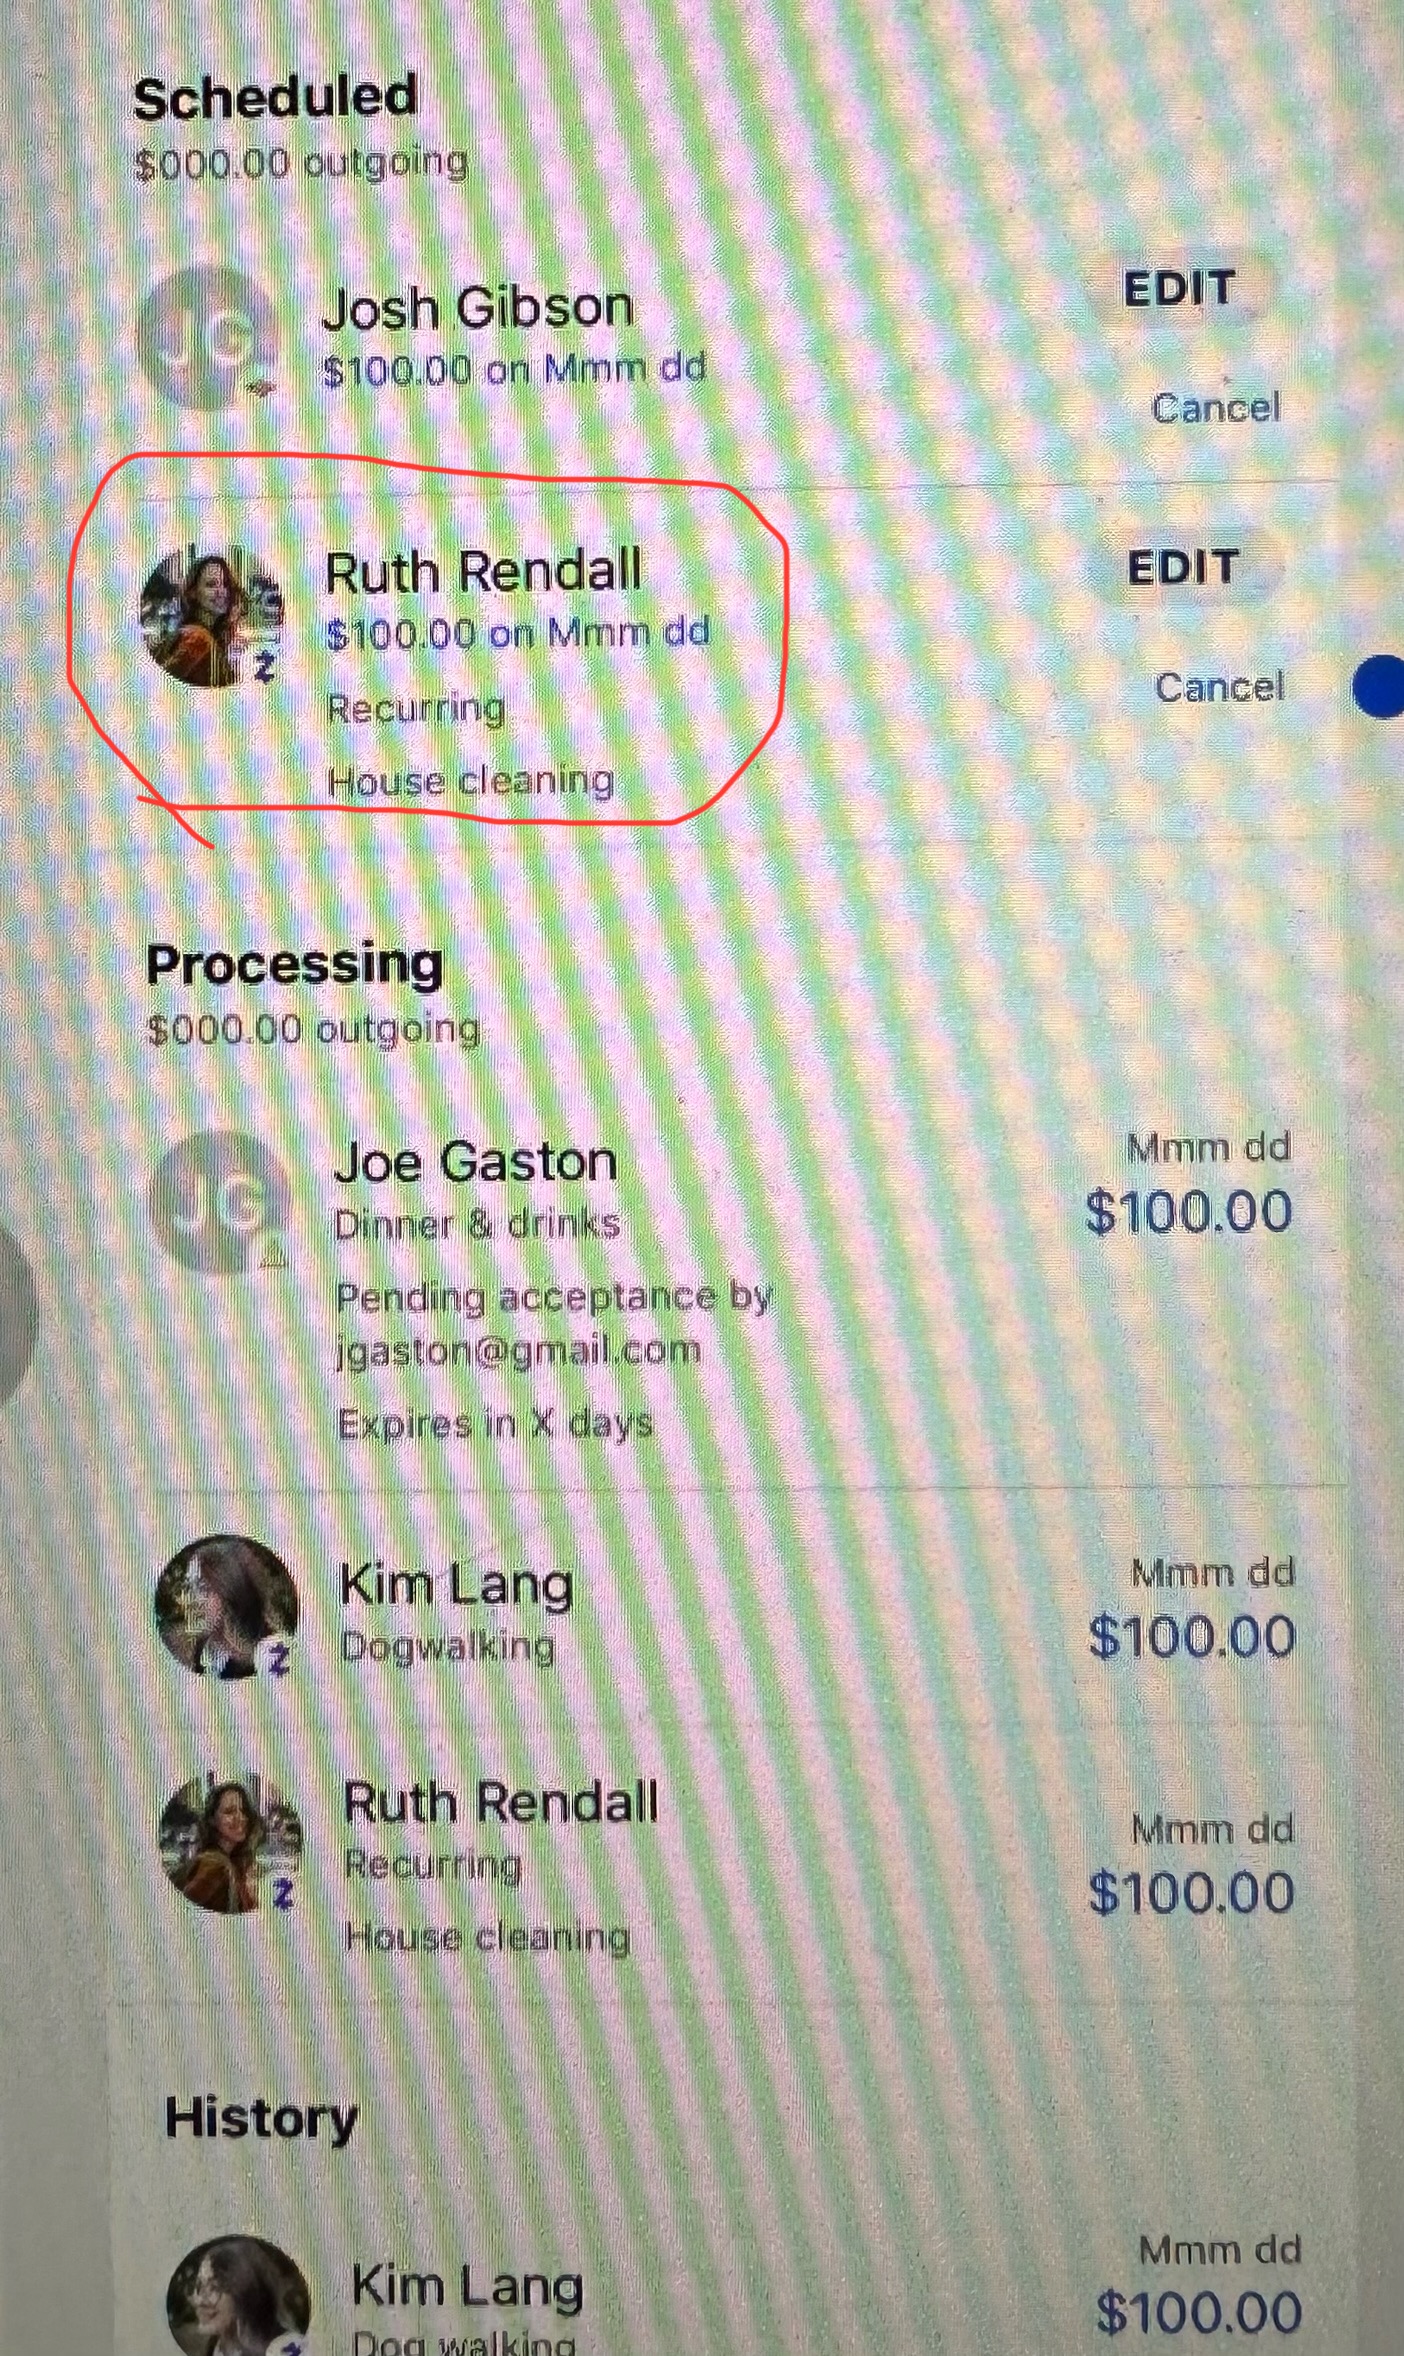 Scheduled
$000.00 outgoing
JG
Josh Gibson
$100.00 on Mmm dd
EDIT
Cancel
Ruth Rendall
$100.00 on Mmm dd
Recurring
House cleaning
EDIT
Cancel
Processing
$000.00 outgoing
JG
Joe Gaston
Dinner & drinks
Pending acceptance by
jgaston@gmail.com
Expires in X days
Mmm dd
$100.00
Kim Lang
Dogwalking
Mmm dd
$100.00
Ruth Rendall
Recurring
House cleaning
Mmm dd
$100.00
History
Kim Lang
Dog walking
Mmm dd
$100.00